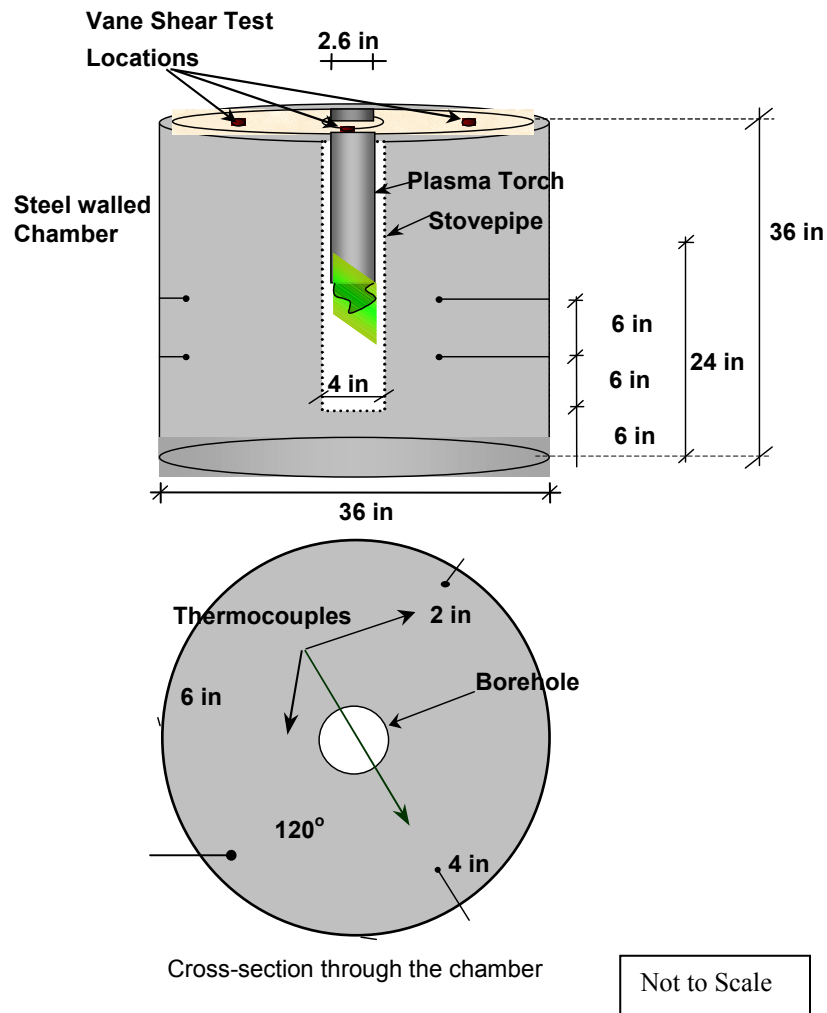 Vane Shear Test
Locations
2.6 in
Plasma Torch
Stovepipe
Steel walled
Chamber
36 in
6 in
24 in
4 in
6 in
6 in
36 in
Thermocouples
2 in
6 in
Borehole
120°
4 in
Cross-section through the chamber
Not to Scale